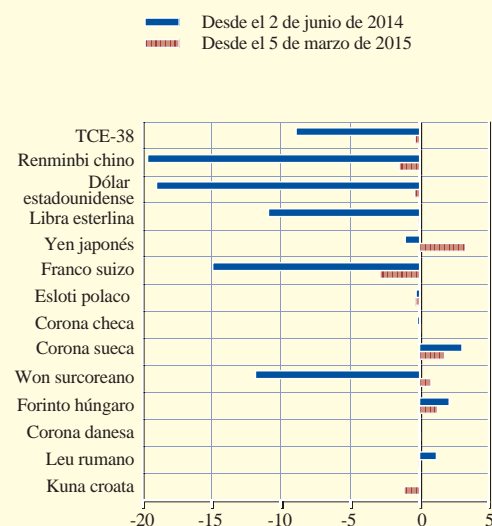 Desde el 2 de junio de 2014
Desde el 5 de marzo de 2015
TCE-38
Renminbi chino
Dólar
estadounidense
Libra esterlina
Yen japonés
Franco suizo
Esloti polaco
Corona checa
Corona sueca
Won surcoreano
Forinto húngaro
Corona danesa
Leu rumano
Kuna croata
-20 -15 -10 -5 0 5